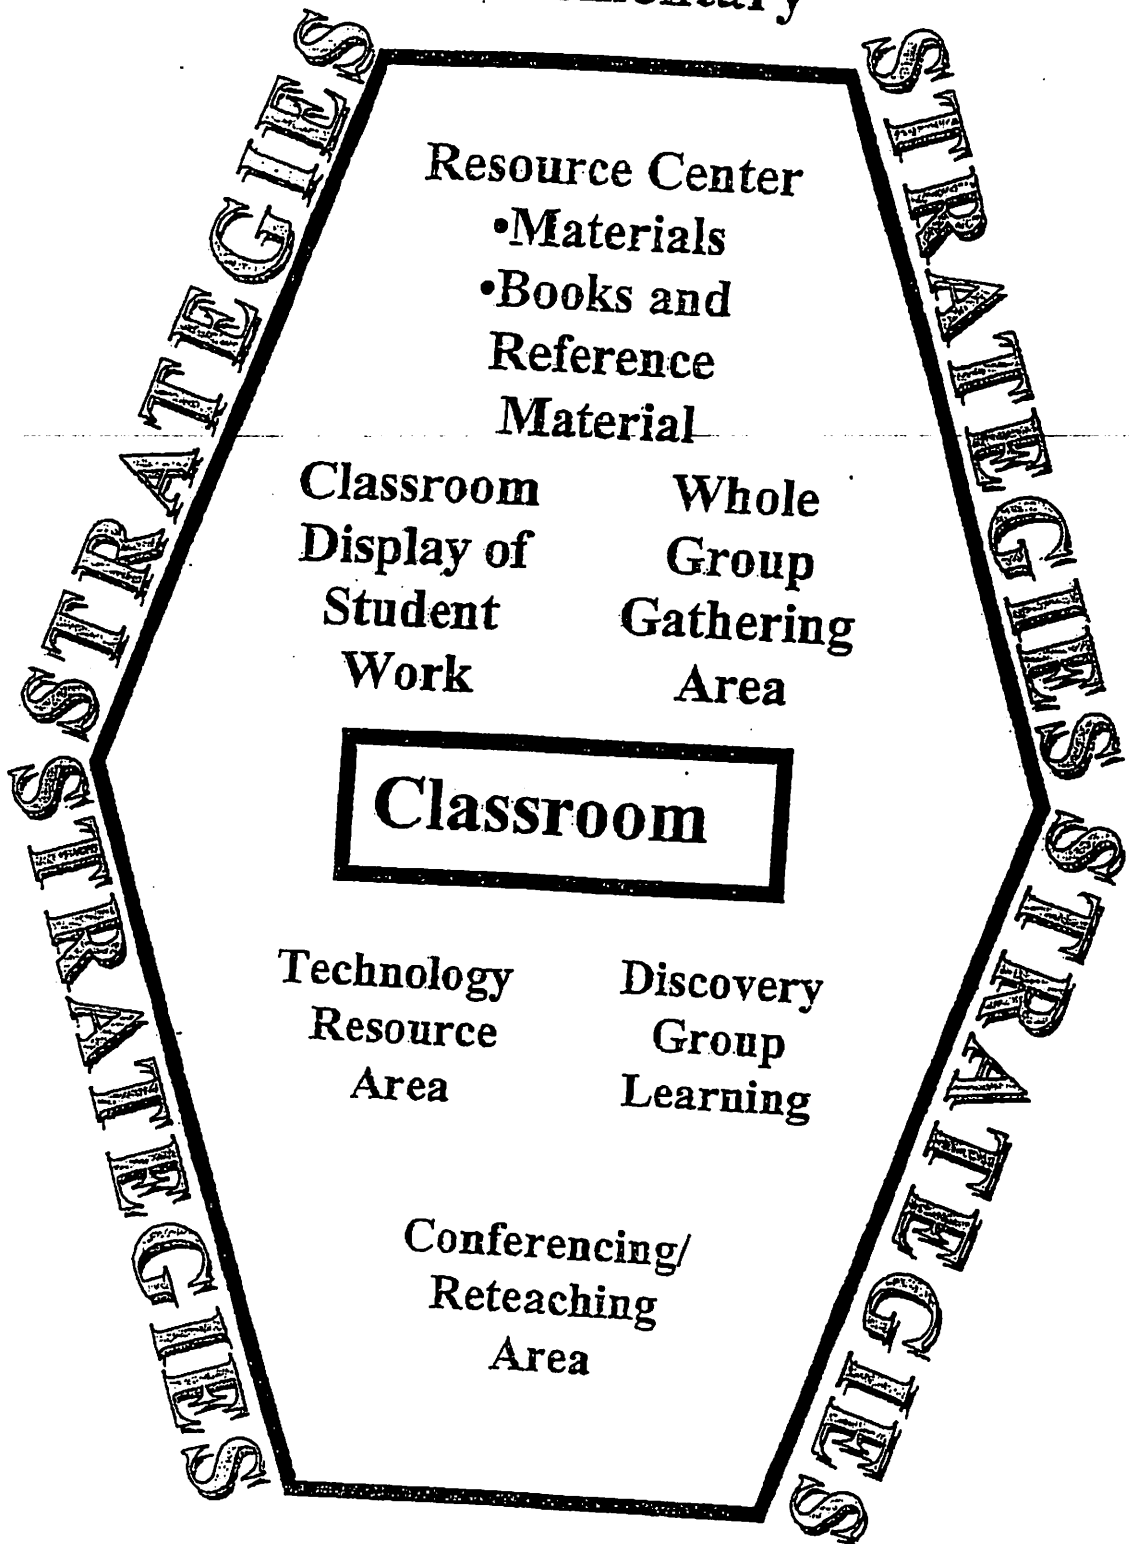 Resource Center
•Materials
•Books and
Reference
Material
Classroom
Display of
Student
Work
Whole
Group
Gathering
Area
Classroom
Technology
Resource
Area
Discovery
Group
Learning
Conferencing/
Reteaching
Area
STRATEGIES
STRATEGIES
STRATEGIES
STRATEGIES